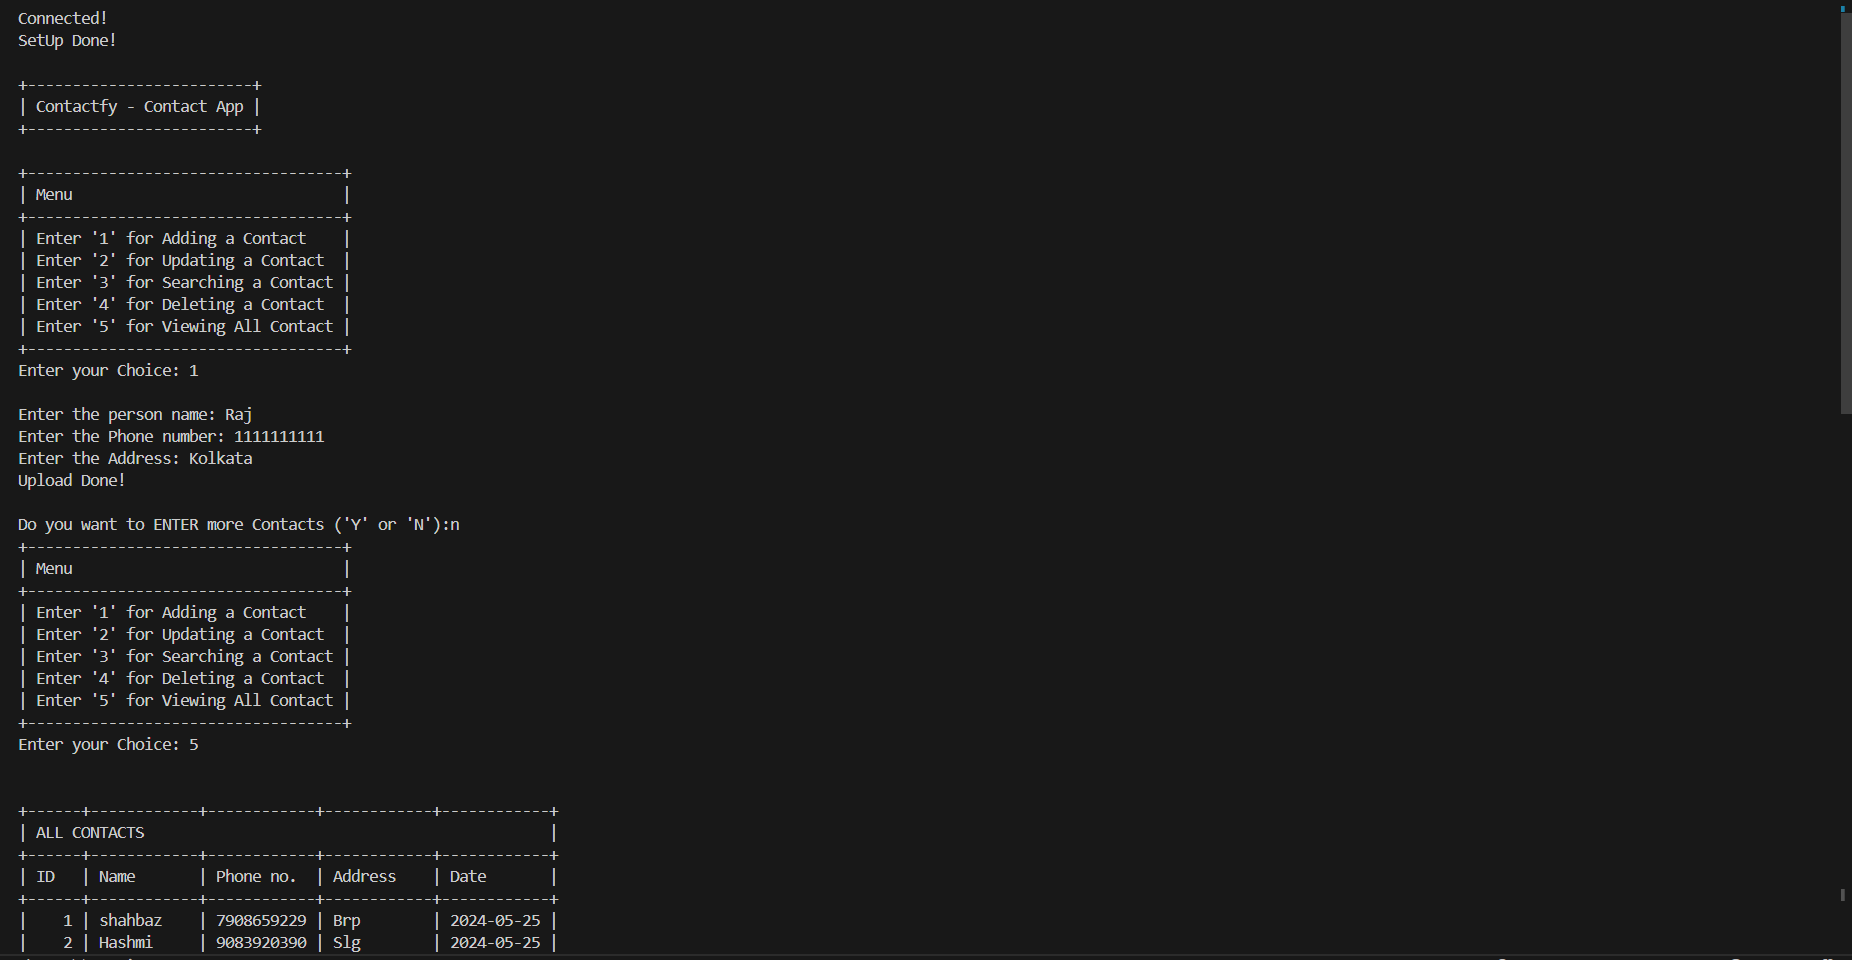 Connected!
SetUp Done!

+-------------------------+
| Contactfy - Contact App |
+-------------------------+

+-----------------------------------+
| Menu                              |
+-----------------------------------+
| Enter '1' for Adding a Contact    |
| Enter '2' for Updating a Contact  |
| Enter '3' for Searching a Contact |
| Enter '4' for Deleting a Contact  |
| Enter '5' for Viewing All Contact |
+-----------------------------------+
Enter your Choice: 1

Enter the person name: Raj
Enter the Phone number: 1111111111
Enter the Address: Kolkata
Upload Done!

Do you want to ENTER more Contacts ('Y' or 'N'):n
+-----------------------------------+
| Menu                              |
+-----------------------------------+
| Enter '1' for Adding a Contact    |
| Enter '2' for Updating a Contact  |
| Enter '3' for Searching a Contact |
| Enter '4' for Deleting a Contact  |
| Enter '5' for Viewing All Contact |
+-----------------------------------+
Enter your Choice: 5


+------+------------+------------+------------+------------+
| ALL CONTACTS                                             |
+------+------------+------------+------------+------------+
| ID   | Name       | Phone no.  | Address    | Date       |
+------+------------+------------+------------+------------+
|    1 | shahbaz    | 7908659229 | Brp        | 2024-05-25 |
|    2 | Hashmi     | 9083920390 | Slg        | 2024-05-25 |